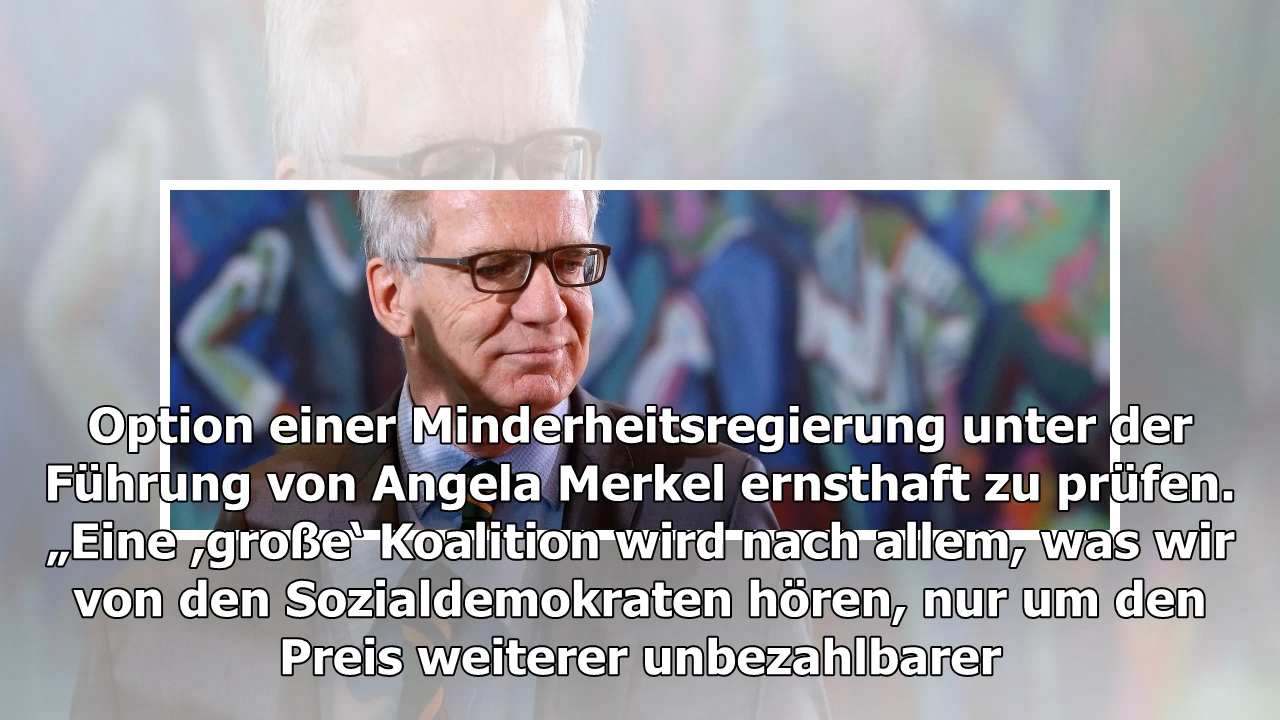 Option einer Minderheitsregierung unter der
Führung von Angela Merkel ernsthaft zu prüfen.
„Eine ‚große‘ Koalition wird nach allem, was wir
von den Sozialdemokraten hören, nur um den
Preis weiterer unbezahlbarer